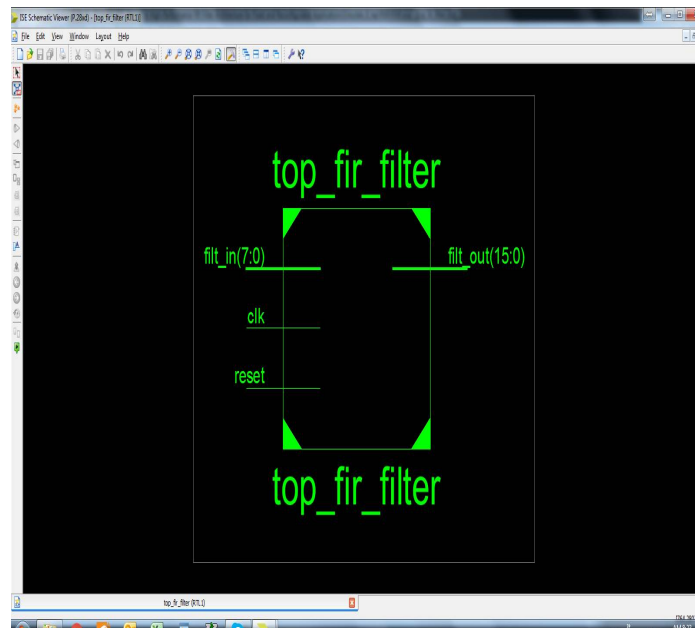 ISE Schematic Viewer (P.28xd) - [top_fir_filter (RTL1)]
File Edit View Window Layout Help
top_fir_filter
filt_in(7:0)
filt_out(15:0)
clk
reset
top_fir_filter
top_fir_filter (RTL1)